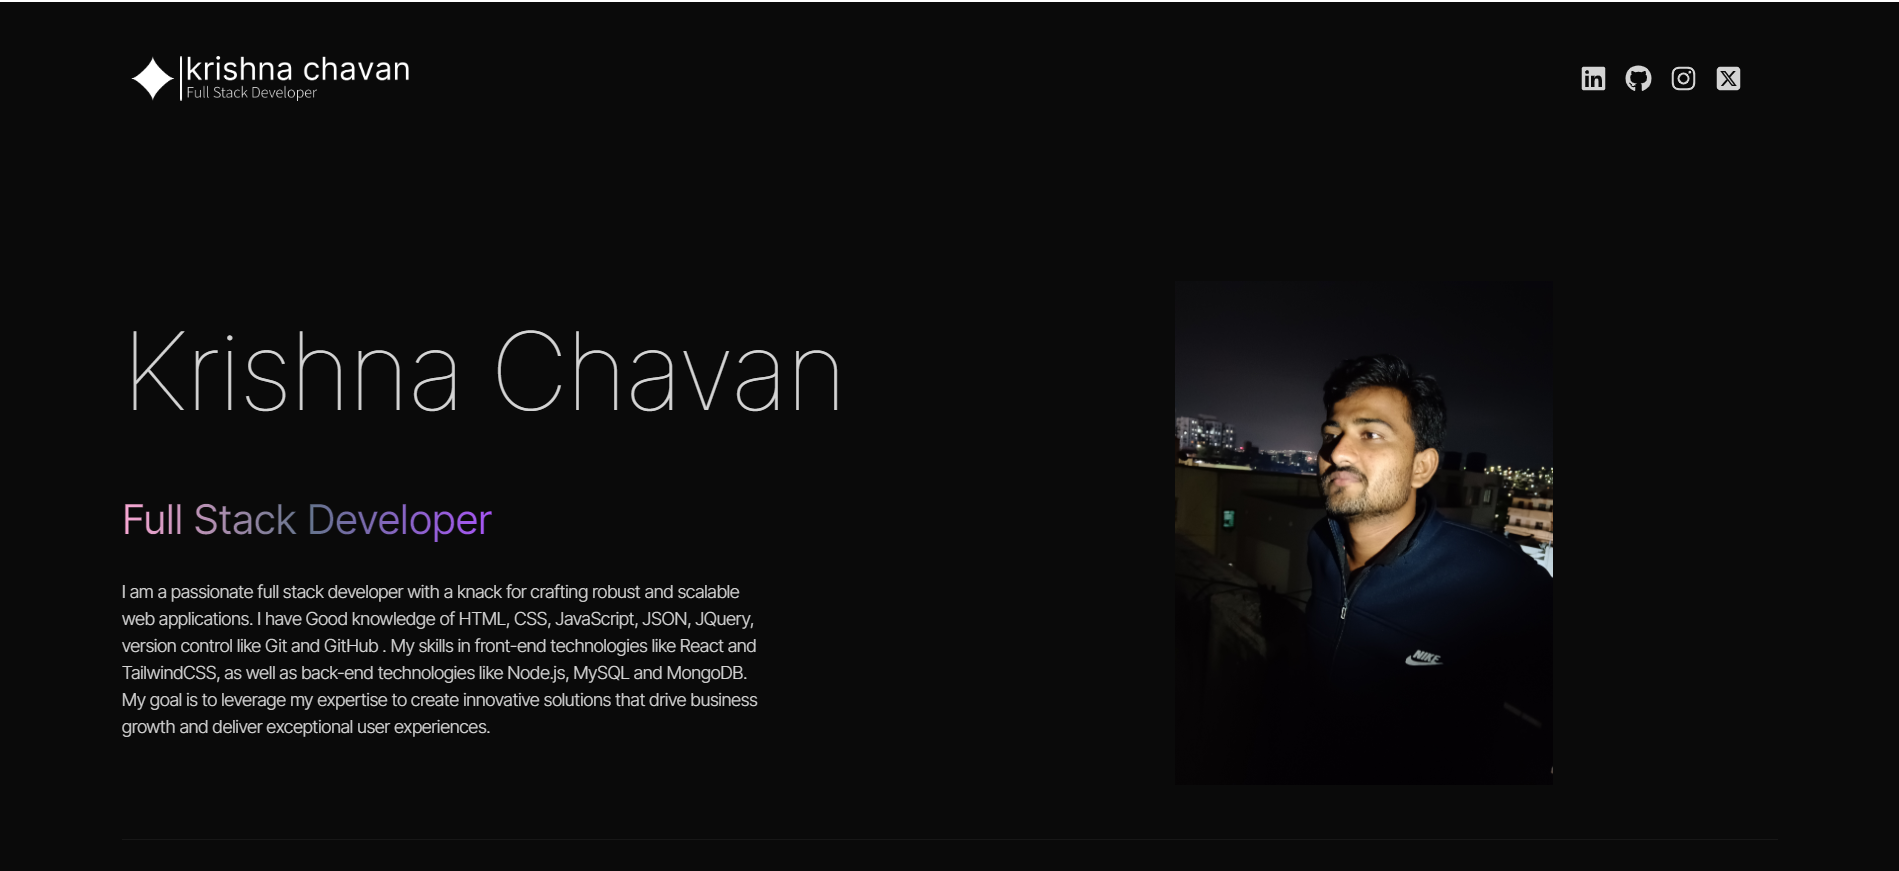 krishna chavan
Full Stack Developer
Krishna Chavan
Full Stack Developer
I am a passionate full stack developer with a knack for crafting robust and scalable
web applications. I have Good knowledge of HTML, CSS, JavaScript, JSON, JQuery,
version control like Git and GitHub . My skills in front-end technologies like React and
TailwindCSS, as well as back-end technologies like Node.js, MySQL and MongoDB.
My goal is to leverage my expertise to create innovative solutions that drive business
growth and deliver exceptional user experiences.
NIKE